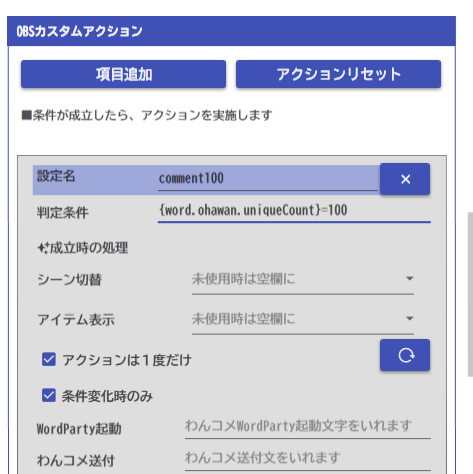 OBSカスタムアクション
項目追加
アクションリセット
■条件が成立したら、アクションを実施します
設定名 comment100 ×
判定条件 {word.ohawan.uniqueCount}=100
成立時の処理
シーン切替 未使用時は空欄に
アイテム表示 未使用時は空欄に
アクションは１度だけ
条件変化時のみ
WordParty起動 わんコメWordParty起動文字をいれます
わんコメ送付 わんコメ送付文をいれます